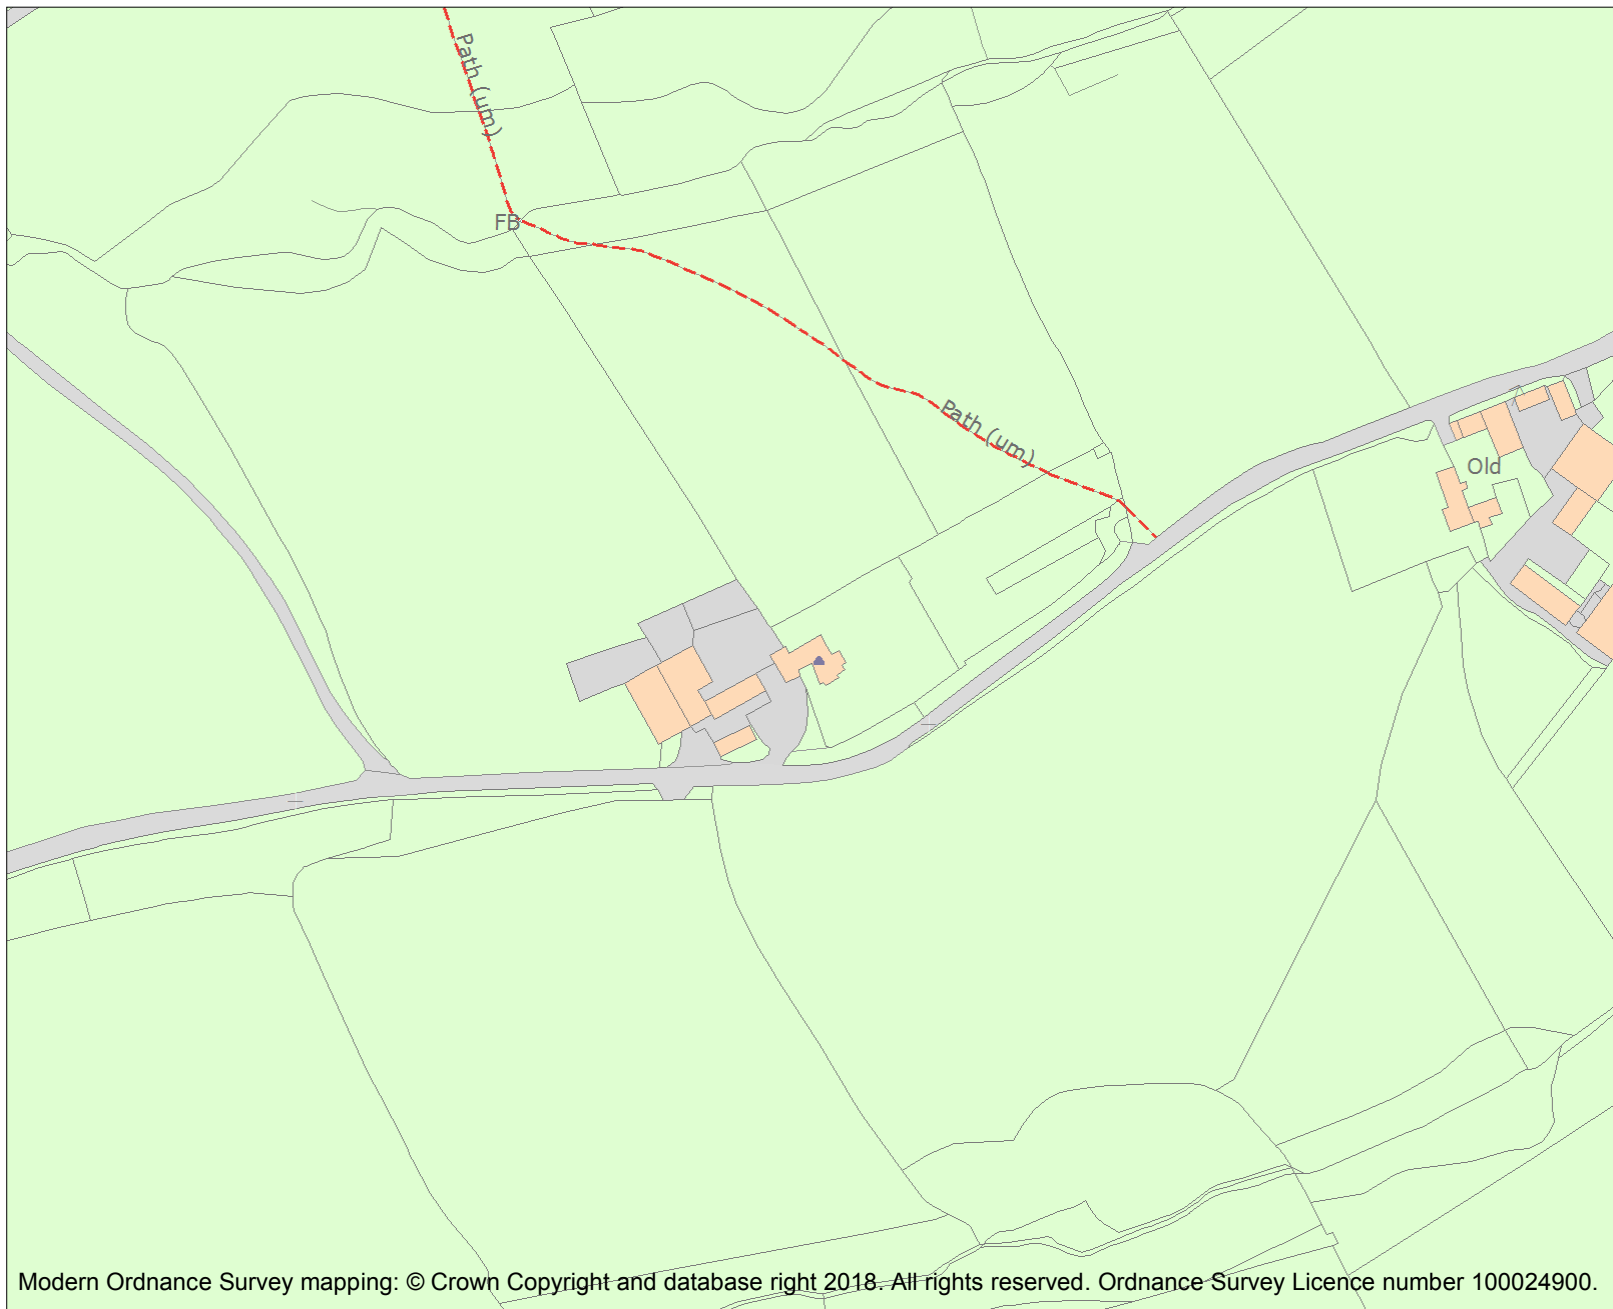 Path (um)
FB
Path (um)
Old
Modern Ordnance Survey mapping: © Crown Copyright and database right 2018. All rights reserved. Ordnance Survey Licence number 100024900.